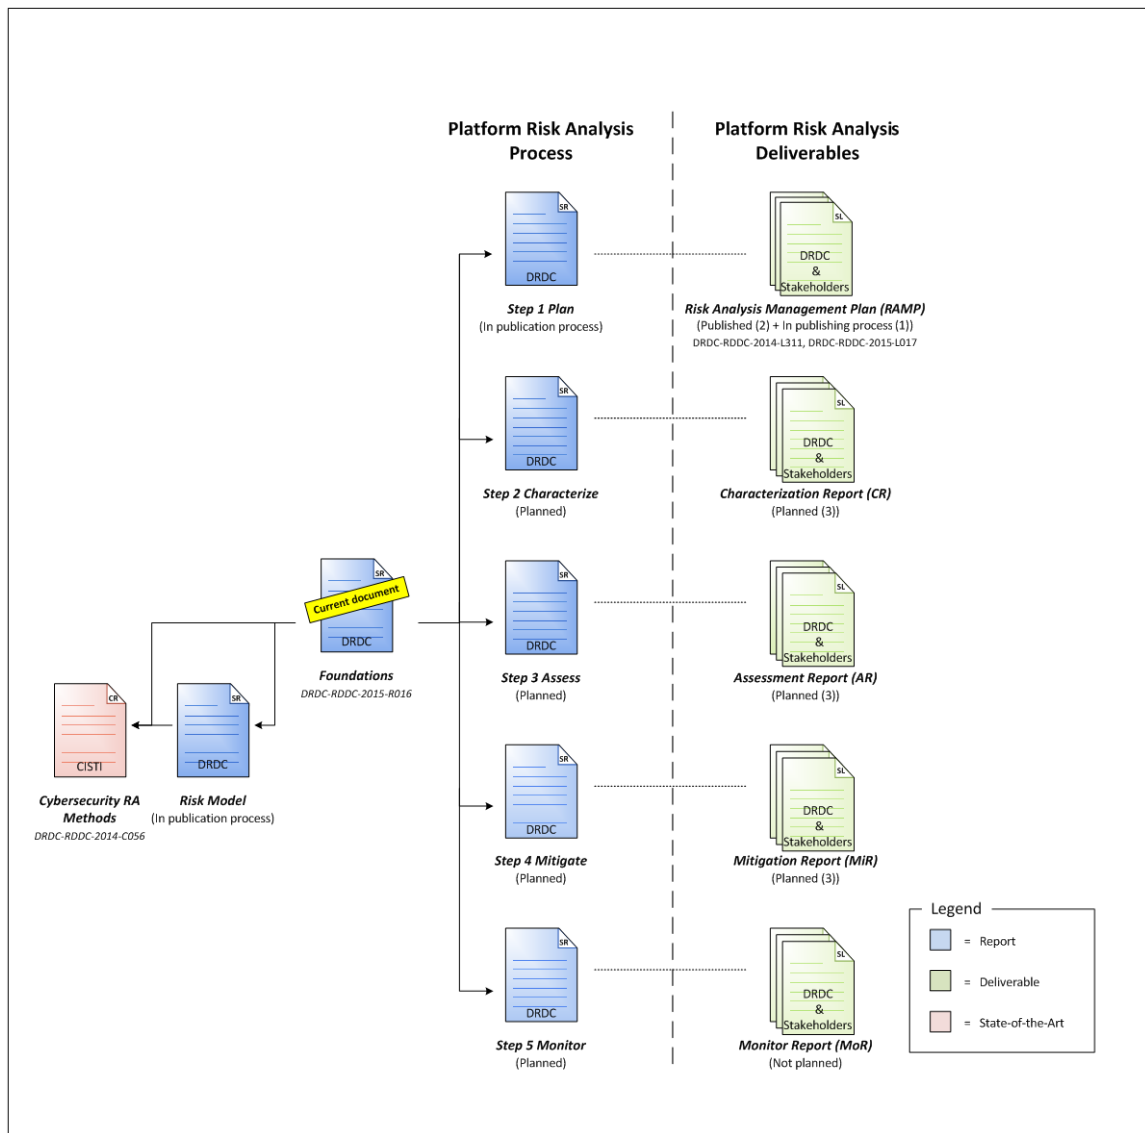 Platform Risk Analysis
Process
Platform Risk Analysis
Deliverables
SR
DRDC
Step 1 Plan
(In publication process)
SL
DRDC
&
Stakeholders
Risk Analysis Management Plan (RAMP)
(Published (2) + In publishing process (1))
DRDC-RDDC-2014-L311, DRDC-RDDC-2015-L017
SR
DRDC
Step 2 Characterize
(Planned)
SL
DRDC
&
Stakeholders
Characterization Report (CR)
(Planned (3))
SR
Current document
DRDC
Foundations
DRDC-RDDC-2015-R016
SR
DRDC
Step 3 Assess
(Planned)
SL
DRDC
&
Stakeholders
Assessment Report (AR)
(Planned (3))
CR
CISTI
Cybersecurity RA
Methods
DRDC-RDDC-2014-C056
SR
DRDC
Risk Model
(In publication process)
SR
DRDC
Step 4 Mitigate
(Planned)
SL
DRDC
&
Stakeholders
Mitigation Report (MiR)
(Planned (3))
SR
DRDC
Step 5 Monitor
(Planned)
SL
DRDC
&
Stakeholders
Monitor Report (MoR)
(Not planned)
Legend
= Report
= Deliverable
= State-of-the-Art